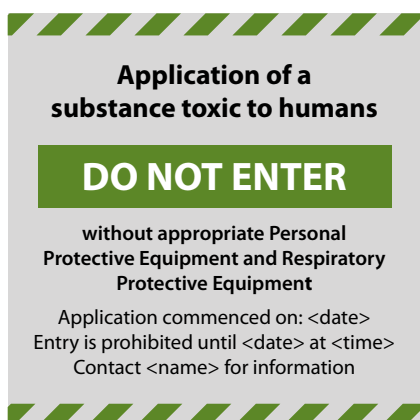 Application of a
substance toxic to humans
DO NOT ENTER
without appropriate Personal
Protective Equipment and Respiratory
Protective Equipment
Application commenced on: <date>
Entry is prohibited until <date> at <time>
Contact <name> for information